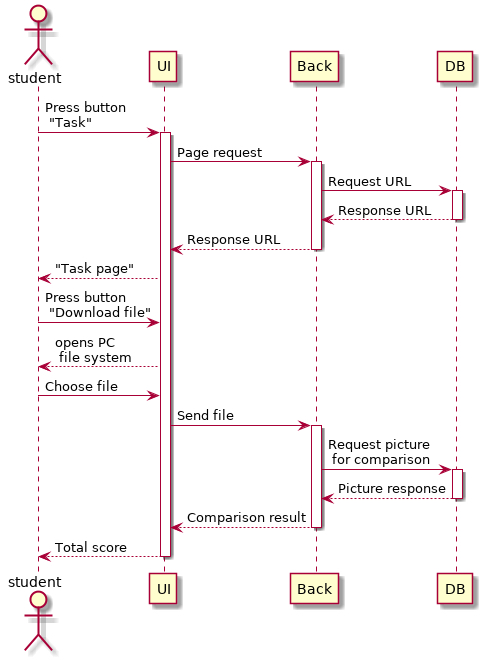 student
UI
Back
DB
Press button
"Task"
Page request
Request URL
Response URL
Response URL
"Task page"
Press button
"Download file"
opens PC
file system
Choose file
Send file
Request picture
for comparison
Picture response
Comparison result
Total score
student
UI
Back
DB